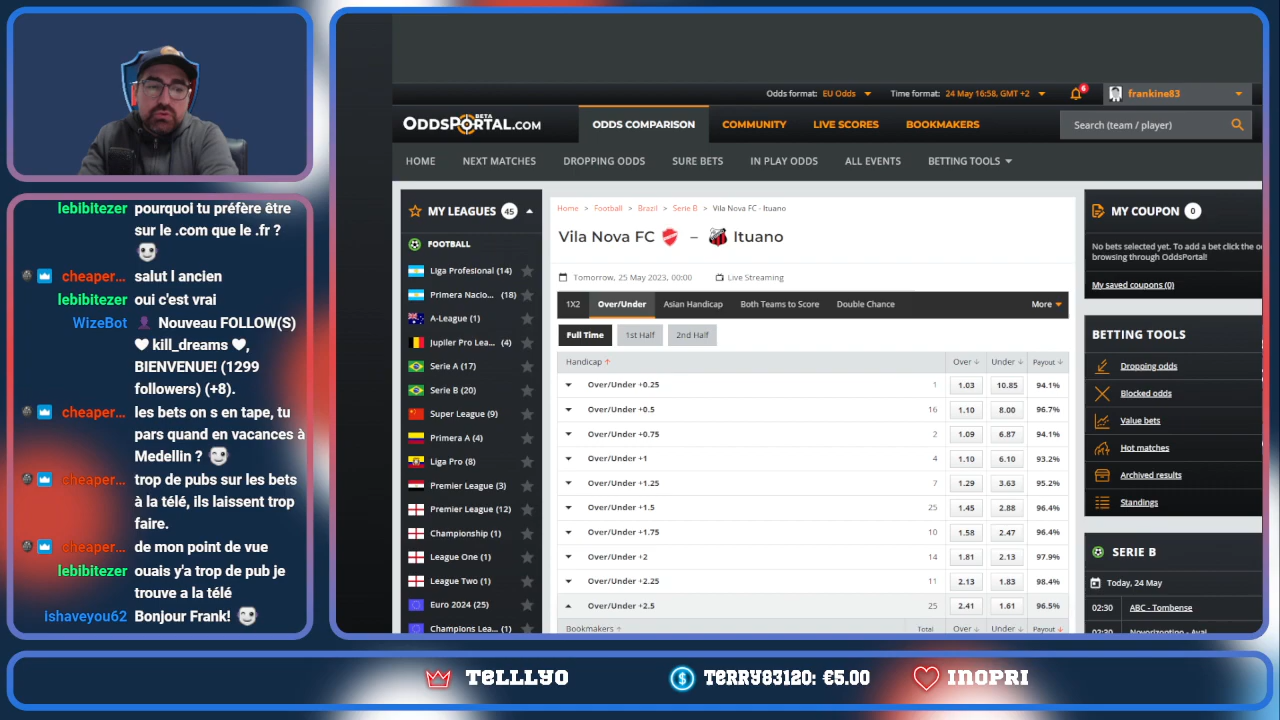 lebibitezer pourquoi tu préfère être
sur le .com que le .fr ?
cheaper... salut l ancien
lebibitezer oui c'est vrai
WizeBot Nouveau FOLLOW(S)
kill_dreams ,
BIENVENUE! (1299
followers) (+8).
cheaper... les bets on s en tape, tu
pars quand en vacances à
Medellin ?
cheaper... trop de pubs sur les bets
à la télé, ils laissent trop
faire.
cheaper... de mon point de vue
lebibitezer ouais y'a trop de pub je
trouve a la télé
ishaveyou62 Bonjour Frank!
Odds format: EU Odds Time format: 24 May 16:58, GMT +2 6 frankine83
ODDSPORTAL.COM BETA ODDS COMPARISON COMMUNITY LIVE SCORES BOOKMAKERS Search (team / player)
HOME NEXT MATCHES DROPPING ODDS SURE BETS IN PLAY ODDS ALL EVENTS BETTING TOOLS
MY LEAGUES 45
FOOTBALL
Liga Profesional (14)
Primera Nacio... (18)
A-League (1)
Jupiler Pro Lea... (4)
Serie A (17)
Serie B (20)
Super League (9)
Primera A (4)
Liga Pro (8)
Premier League (3)
Premier League (12)
Championship (1)
League One (1)
League Two (1)
Euro 2024 (25)
Champions Lea... (1)
Home > Football > Brazil > Serie B > Vila Nova FC - Ituano
Vila Nova FC – Ituano
Tomorrow, 25 May 2023, 00:00 Live Streaming
1X2 Over/Under Asian Handicap Both Teams to Score Double Chance More
Full Time 1st Half 2nd Half
Handicap Over Under Payout
Over/Under +0.25 1 1.03 10.85 94.1%
Over/Under +0.5 16 1.10 8.00 96.7%
Over/Under +0.75 2 1.09 6.87 94.1%
Over/Under +1 4 1.10 6.10 93.2%
Over/Under +1.25 7 1.29 3.63 95.2%
Over/Under +1.5 25 1.45 2.88 96.4%
Over/Under +1.75 10 1.58 2.47 96.4%
Over/Under +2 14 1.81 2.13 97.9%
Over/Under +2.25 11 2.13 1.83 98.4%
Over/Under +2.5 25 2.41 1.61 96.5%
Bookmakers Total Over Under Payout
MY COUPON 0
No bets selected yet. To add a bet click the o
browsing through OddsPortal!
My saved coupons (0)
BETTING TOOLS
Dropping odds
Blocked odds
Value bets
Hot matches
Archived results
Standings
SERIE B
Today, 24 May
02:30 ABC - Tombense
02:30 Novorizontino - Avai
TELLLYO TERRY83120: €5.00 INOPRI